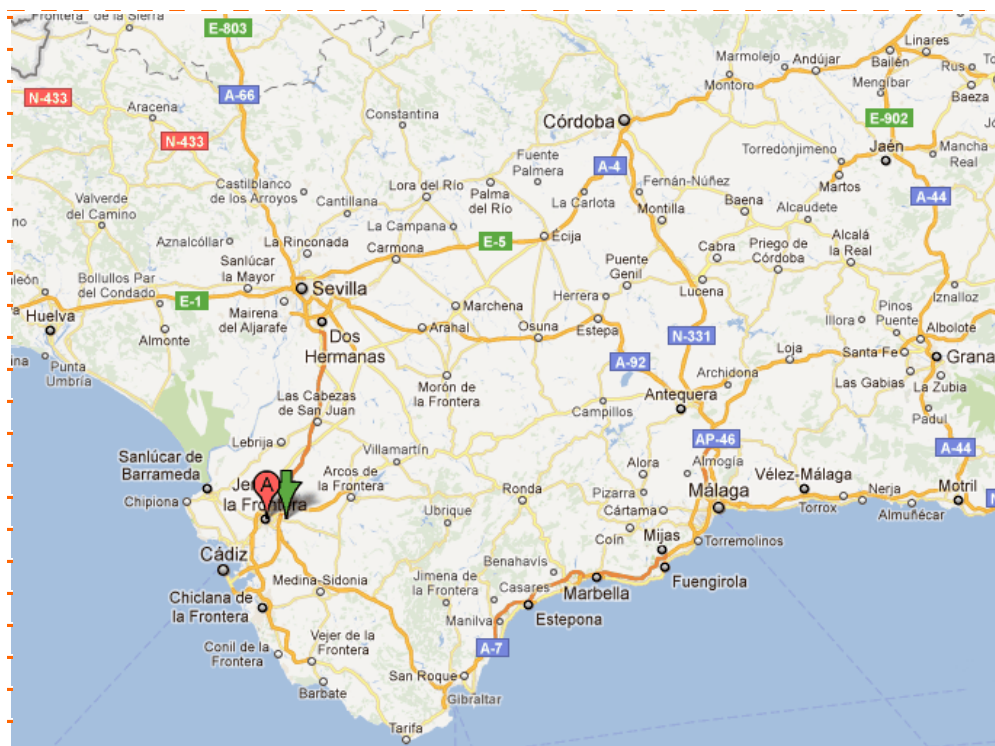 Frontera de la Sierra
E-803
Linares
Marmolejo
Andújar
Bailén
Rus
N-433
A-66
Montoro
Mengíbar
Baeza
Aracena
Constantina
Córdoba
E-902
N-433
Fuente
Palmera
Torredonjimeno
Jaén
Mancha
Real
A-4
Castilblanco
de los Arroyos
Lora del Río
Palma
del Río
La Carlota
Fernán-Núñez
Martos
Valverde
del Camino
Cantillana
Montilla
Baena
Alcaudete
A-44
La Campana
Aznalcóllar
La Rinconada
Carmona
E-5
Écija
Cabra
Priego de
Córdoba
Alcalá
la Real
Sanlúcar
la Mayor
Puente
Genil
Bollullos Par
del Condado
E-1
Sevilla
Herrera
Lucena
Iznalloz
Huelva
Mairena
del Aljarafe
Marchena
Pinos
Puente
Illora
Almonte
Dos
Hermanas
Arahal
Osuna
Estepa
N-331
Albolote
Punta
Umbría
A-92
Loja
Santa Fe
Grana
Archidona
Las Gabias
La Zubia
Morón de
la Frontera
Las Cabezas
de San Juan
Antequera
Campillos
Padul
Lebrija
AP-46
A-44
Villamartín
Sanlúcar de
Barrameda
Alora
Almogía
Vélez-Málaga
A
Arcos de
la Frontera
Jer
la Frontera
Chipiona
Ronda
Pizarra
Málaga
Nerja
Motril
Ubrique
Cártama
Torrox
Almuñécar
Coín
Mijas
Torremolinos
Cádiz
Benahavís
Medina-Sidonia
Jimena de
la Frontera
Casares
Fuengirola
Marbella
Chiclana de
la Frontera
Manilva
Estepona
A-7
Conil de la
Frontera
Vejer de la
Frontera
San Roque
Barbate
Gibraltar
Tarifa